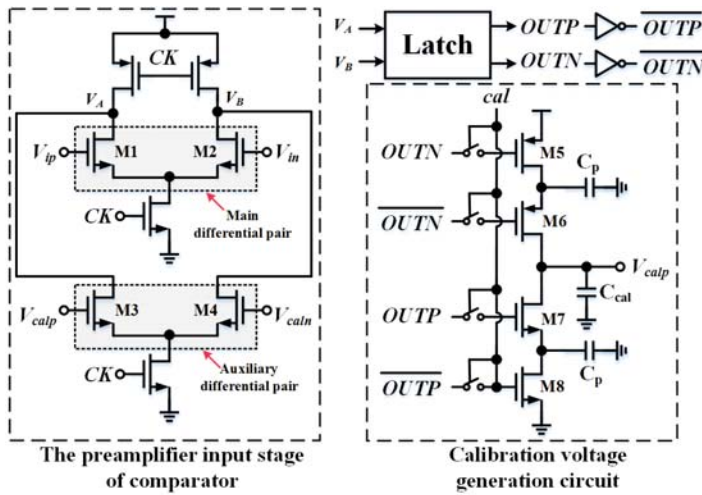 CK
V_A
V_B
V_ip
M1
M2
V_in
CK
Main
differential pair
V_calp
M3
M4
V_caln
CK
Auxiliary
differential pair
The preamplifier input stage
of comparator
V_A
V_B
Latch
OUTP
OUTP
OUTN
OUTN
cal
OUTN
M5
C_p
OUTN
M6
V_calp
C_cal
OUTP
M7
C_p
OUTP
M8
Calibration voltage
generation circuit